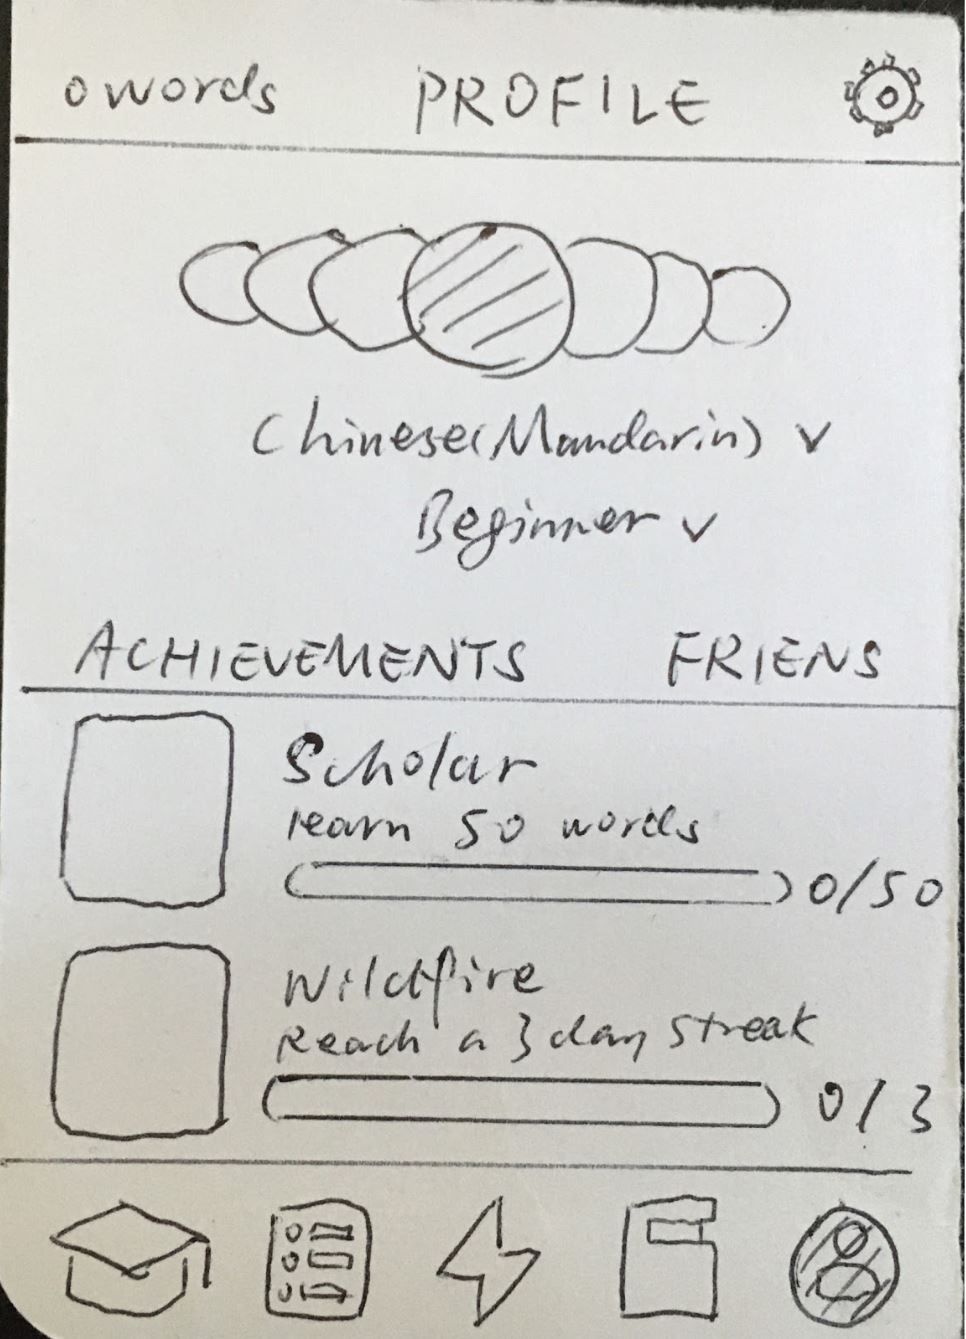 0 words PROFILE
Chinese(Mandarin) v
Beginner v
ACHIEVEMENTS FRIENS
Scholar
learn 50 words
0/50
Wildfire
Reach a 3 day streak
0/3